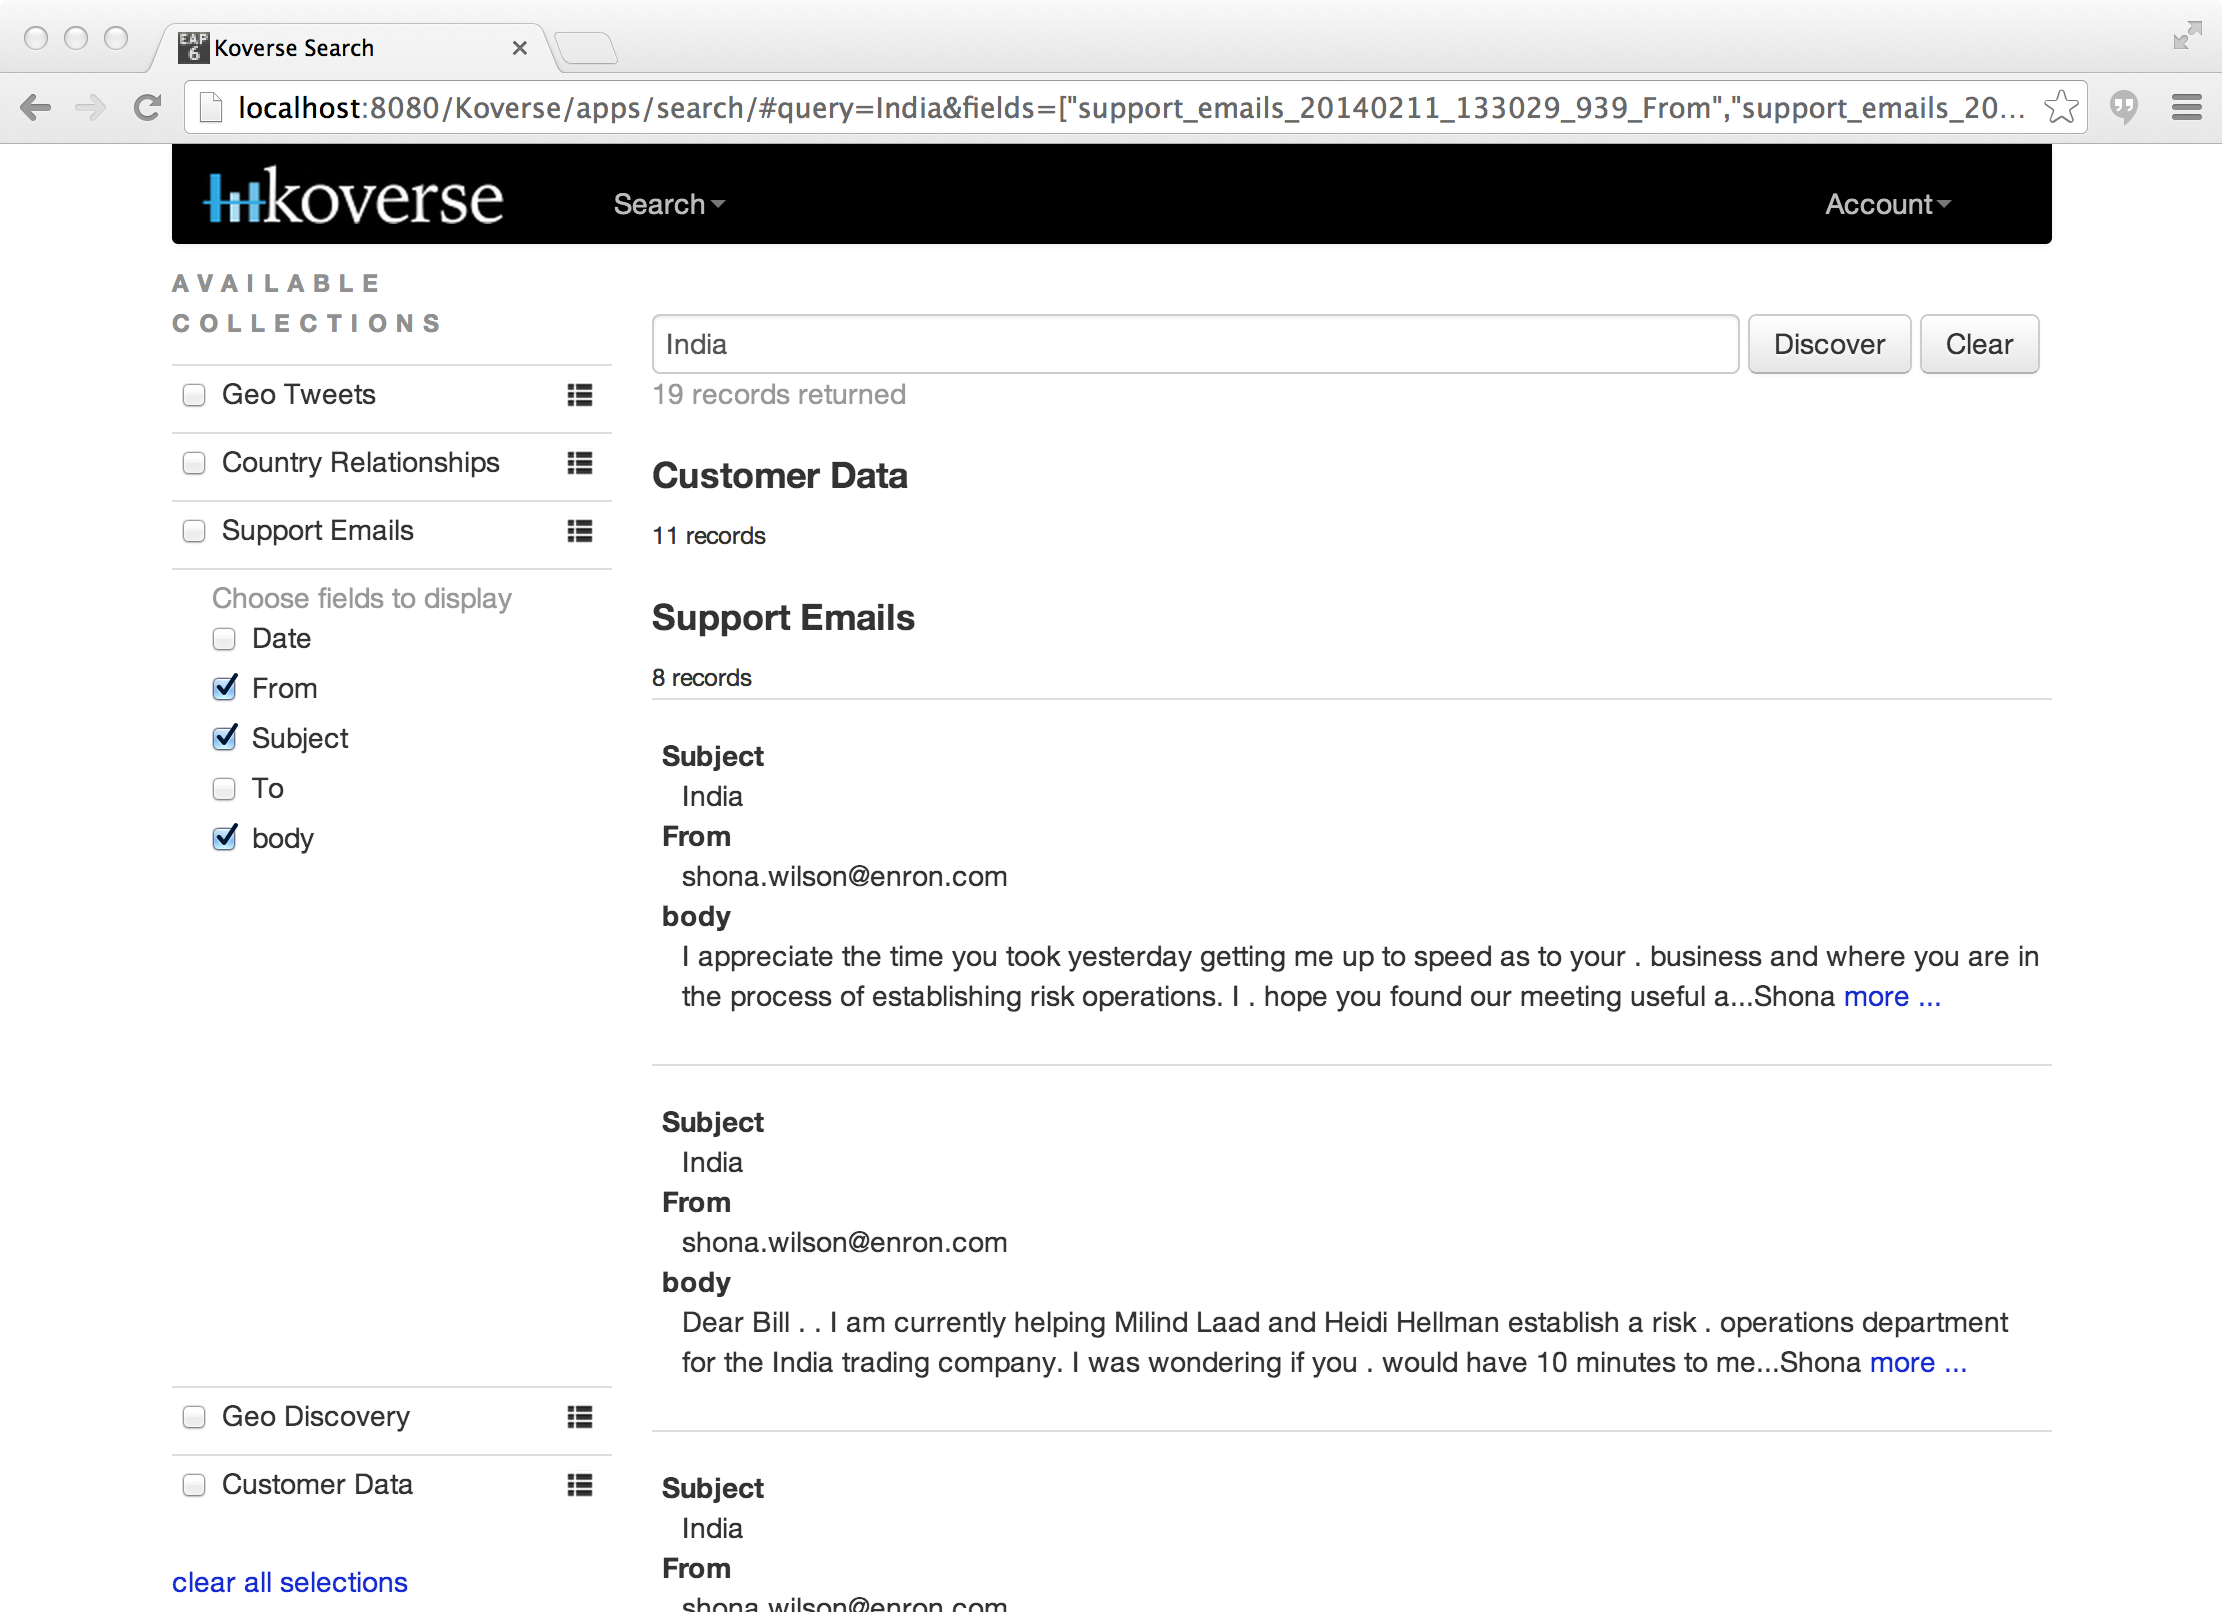 EAP
6
Koverse Search
localhost:8080/Koverse/apps/search/#query=India&fields=["support_emails_20140211_133029_939_From","support_emails_20...
koverse
Search
Account
AVAILABLE
COLLECTIONS
Geo Tweets
Country Relationships
Support Emails
Choose fields to display
Date
From
Subject
To
body
Geo Discovery
Customer Data
clear all selections
India
Discover
Clear
19 records returned
Customer Data
11 records
Support Emails
8 records
Subject
India
From
shona.wilson@enron.com
body
I appreciate the time you took yesterday getting me up to speed as to your . business and where you are in
the process of establishing risk operations. I . hope you found our meeting useful a...Shona more ...
Subject
India
From
shona.wilson@enron.com
body
Dear Bill . . I am currently helping Milind Laad and Heidi Hellman establish a risk . operations department
for the India trading company. I was wondering if you . would have 10 minutes to me...Shona more ...
Subject
India
From
shona.wilson@enron.com